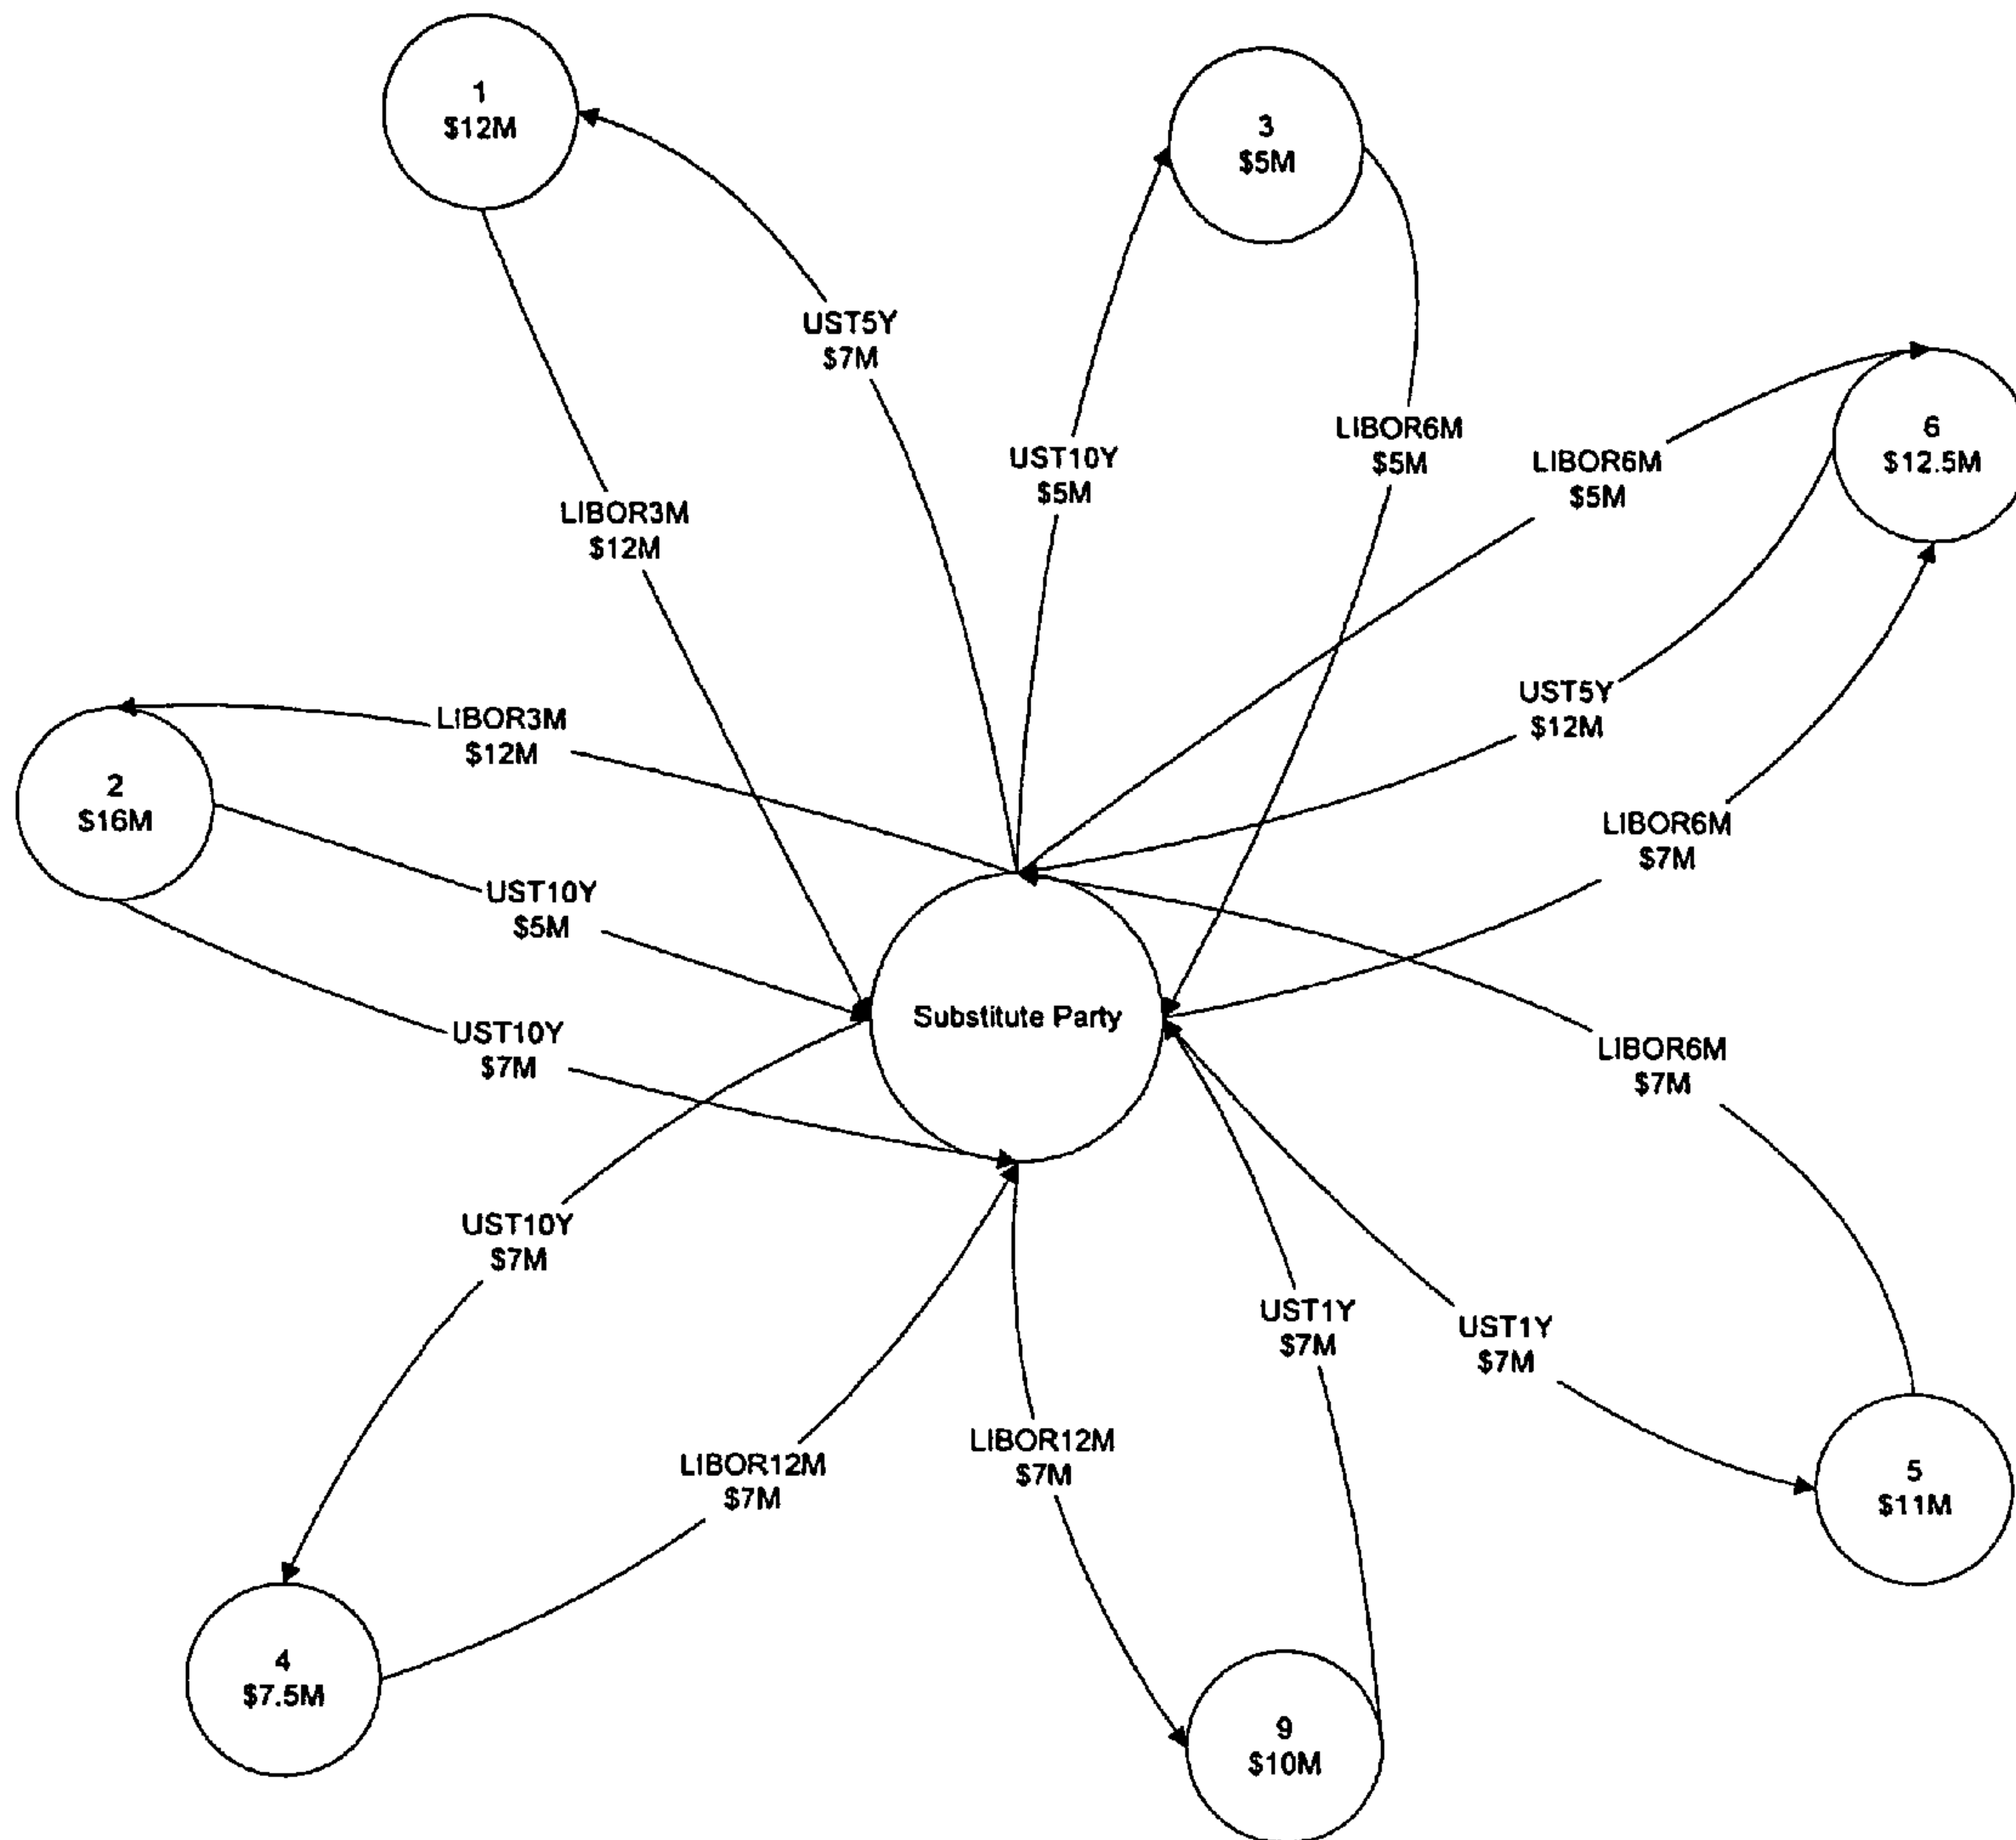 1
$12M
3
$5M
UST5Y
$7M
6
$12.5M
LIBOR6M
$5M
UST10Y
$5M
LIBOR6M
$5M
LIBOR3M
$12M
UST5Y
$12M
LIBOR3M
$12M
2
$16M
LIBOR6M
$7M
UST10Y
$5M
Substitute Party
UST10Y
$7M
LIBOR6M
$7M
UST10Y
$7M
UST1Y
$7M
UST1Y
$7M
LIBOR12M
$7M
LIBOR12M
$7M
5
$11M
4
$7.5M
9
$10M